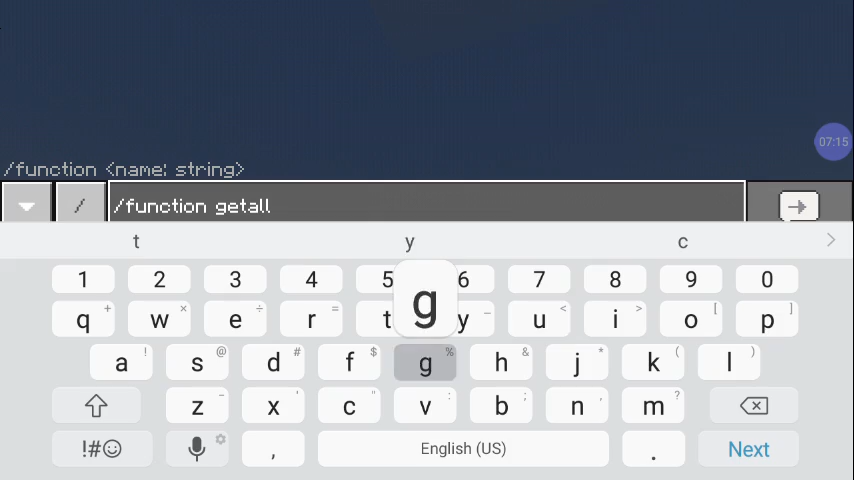 07:15
/function <name: string>
/
/function getall
t y c
1 2 3 4 5 6 7 8 9 0
g
q + w × e ÷ r = t y _ u < i > o [ p ]
a ! s @ d # f $ g % h & j * k ( l )
z - x ' c " v : b ; n , m ?
!#☺ , English (US) . Next